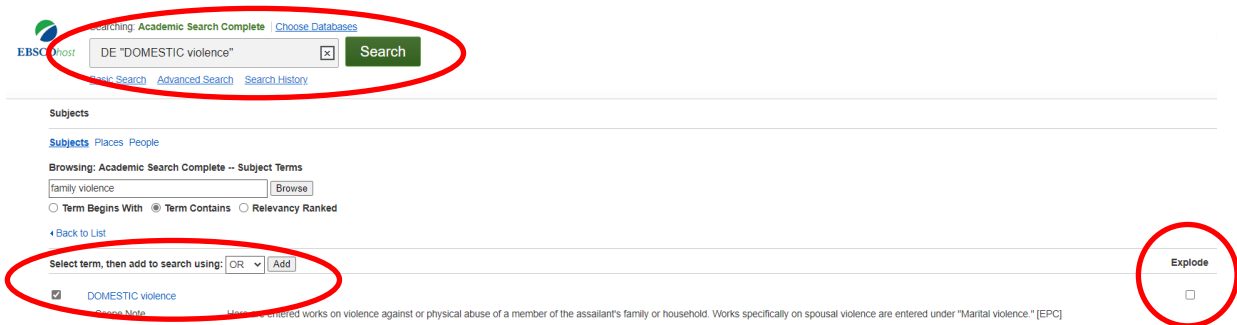 Searching: Academic Search Complete Choose Databases
EBSCOhost DE "DOMESTIC violence" Search
Basic Search Advanced Search Search History
Subjects
Subjects Places People
Browsing: Academic Search Complete -- Subject Terms
family violence Browse
Term Begins With Term Contains Relevancy Ranked
Back to List
Select term, then add to search using: OR Add Explode
DOMESTIC violence
Scope Note Here are entered works on violence against or physical abuse of a member of the assailant's family or household. Works specifically on spousal violence are entered under "Marital violence." [EPC]